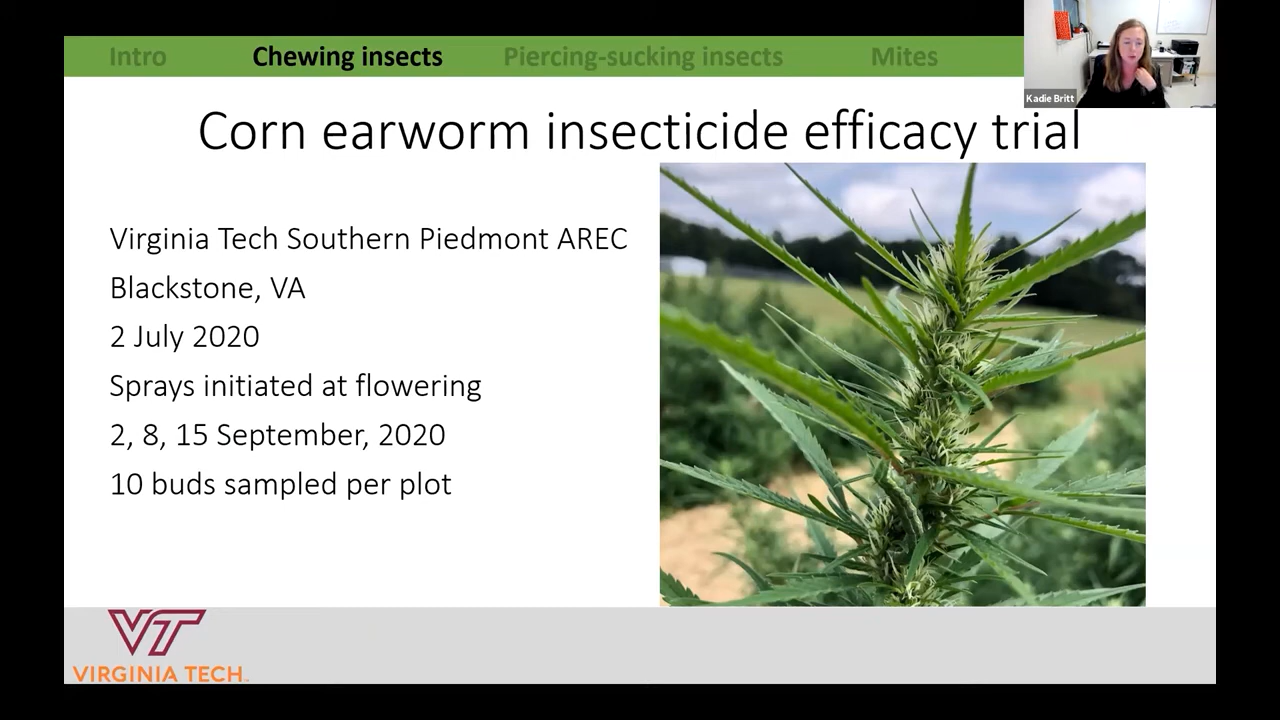 Intro Chewing insects Piercing-sucking insects Mites
Kadie Britt
Corn earworm insecticide efficacy trial
Virginia Tech Southern Piedmont AREC
Blackstone, VA
2 July 2020
Sprays initiated at flowering
2, 8, 15 September, 2020
10 buds sampled per plot
VT
VIRGINIA TECH